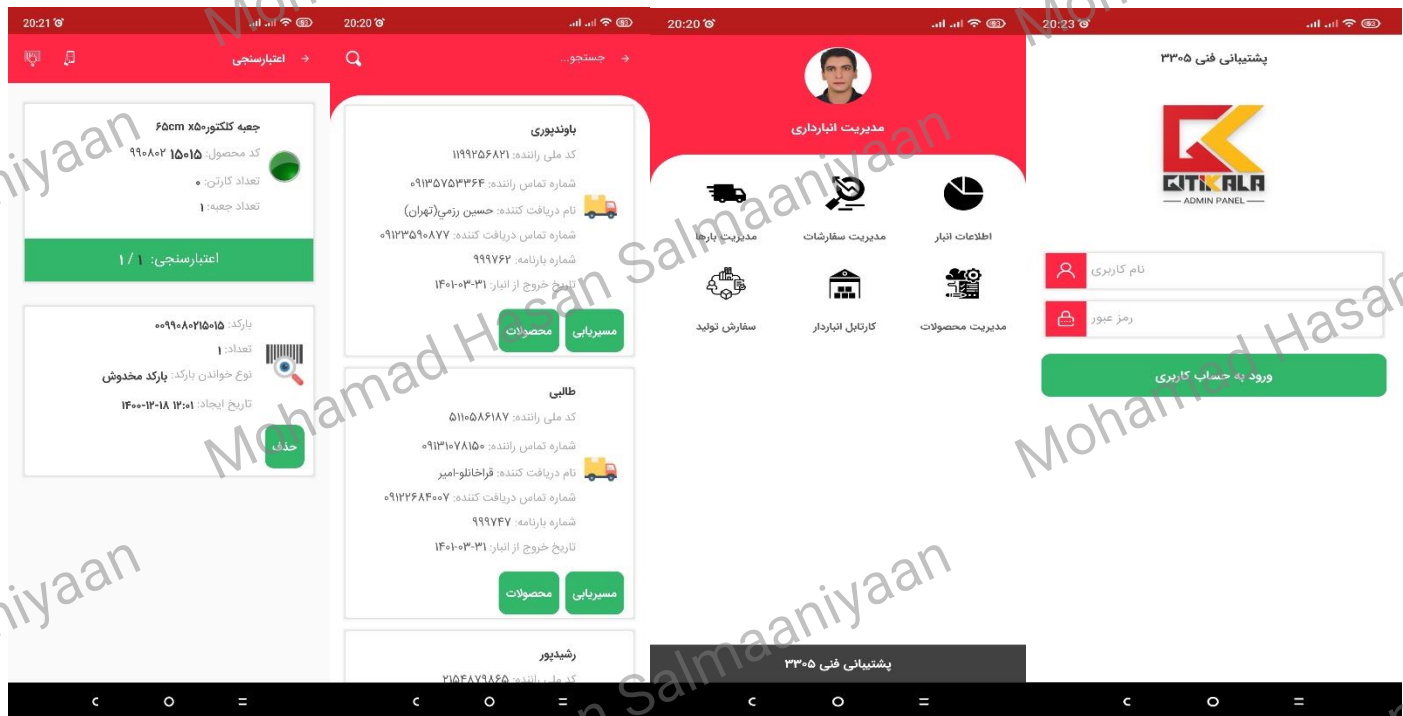 20:21
اعتبارسنجی
جعبه کلکتور۵۰x ۶۵cm
کد محصول: ۱۵۰۱۵ ۹۹۰۸۰۲
تعداد کارتن: ۰
تعداد جعبه: ۱
اعتبارسنجی: ۱ / ۱
بارکد: ۰۰۹۹۰۸۰۲۱۵۰۱۵
تعداد: ۱
نوع خواندن بارکد: بارکد مخدوش
تاریخ ایجاد: ۱۲:۰۱ ۱۸-۱۲-۱۴۰۰
حذف
20:20
جستجو...
باوندپوری
کد ملی راننده: ۱۱۹۹۲۵۶۸۲۱
شماره تماس راننده: ۰۹۱۳۵۷۵۳۳۶۴
نام دریافت کننده: حسین رزمي(تهران)
شماره تماس دریافت کننده: ۰۹۱۲۳۵۹۰۸۷۷
شماره بارنامه: ۹۹۹۷۶۲
تاریخ خروج از انبار: ۳۱-۰۳-۱۴۰۱
مسیریابی
محصولات
طالبی
کد ملی راننده: ۵۱۱۰۵۸۶۱۸۷
شماره تماس راننده: ۰۹۱۳۱۰۷۸۱۵۰
نام دریافت کننده: قراخانلو-امیر
شماره تماس دریافت کننده: ۰۹۱۲۲۶۸۴۰۰۷
شماره بارنامه: ۹۹۹۷۴۷
تاریخ خروج از انبار: ۳۱-۰۳-۱۴۰۱
مسیریابی
محصولات
رشیدپور
کد ملی راننده: ۲۱۵۴۸۷۹۸۶۵
20:20
مدیریت انبارداری
اطلاعات انبار
مدیریت سفارشات
مدیریت بارها
مدیریت محصولات
کارتابل انباردار
سفارش تولید
پشتیبانی فنی ۳۳۰۵
20:23
پشتیبانی فنی ۳۳۰۵
GITIKALA
ADMIN PANEL
نام کاربری
رمز عبور
ورود به حساب کاربری
Mohamad Hasan Salmaaniyaan